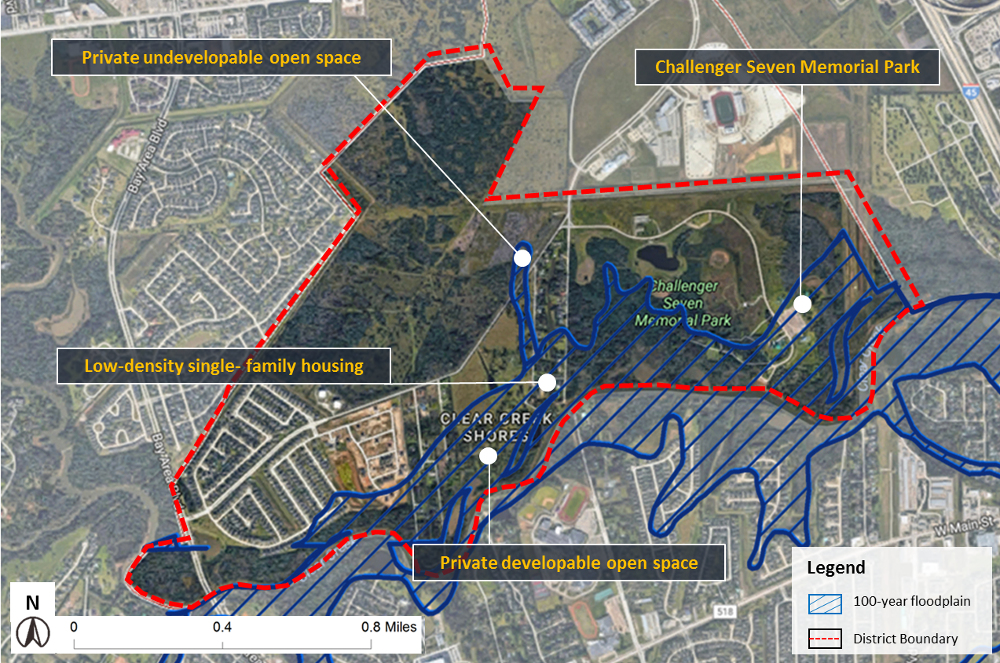 Private undevelopable open space
Challenger Seven Memorial Park
45
Bay Area Blvd
Challenger
Seven
Memorial Park
Low-density single- family housing
CLEAR CREEK
SHORES
Bay Area Bl
W Main St
Private developable open space
518
Legend
100-year floodplain
District Boundary
N
0 0.4 0.8 Miles